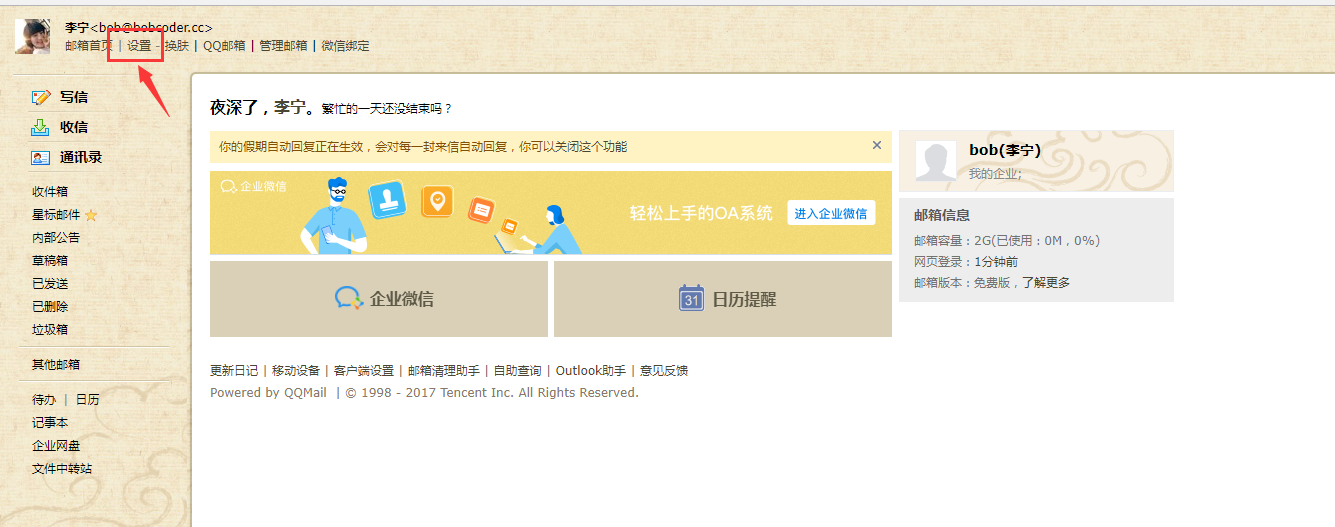 李宁<bob@bobcoder.cc>
邮箱首页 | 设置 - 换肤 | QQ邮箱 | 管理邮箱 | 微信绑定
写信
收信
通讯录
收件箱
星标邮件
内部公告
草稿箱
已发送
已删除
垃圾箱
其他邮箱
待办 | 日历
记事本
企业网盘
文件中转站
夜深了，李宁。繁忙的一天还没结束吗？
你的假期自动回复正在生效，会对每一封来信自动回复，你可以关闭这个功能
企业微信
轻松上手的OA系统
进入企业微信
企业微信
31 日历提醒
更新日记 | 移动设备 | 客户端设置 | 邮箱清理助手 | 自助查询 | Outlook助手 | 意见反馈
Powered by QQMail | © 1998 - 2017 Tencent Inc. All Rights Reserved.
bob(李宁)
我的企业;
邮箱信息
邮箱容量：2G(已使用：0M，0%)
网页登录：1分钟前
邮箱版本：免费版，了解更多